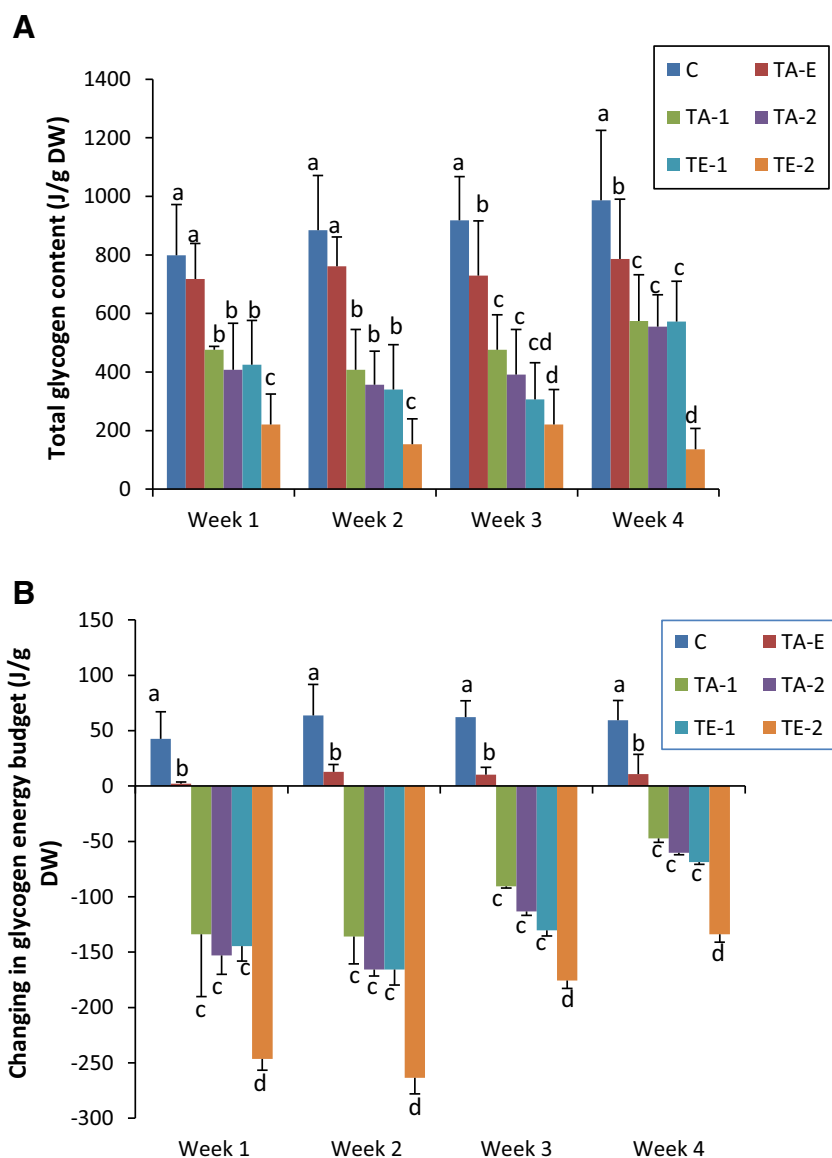 A
C TA-E
TA-1 TA-2
TE-1 TE-2
Total glycogen content (J/g DW)
1400
1200
1000
800
600
400
200
0
a a b b b c
a a b b b c
a b c c cd d
a b c c c d
Week 1 Week 2 Week 3 Week 4
B
C TA-E
TA-1 TA-2
TE-1 TE-2
Changing in glycogen energy budget (J/g
DW)
150
100
50
0
-50
-100
-150
-200
-250
-300
a b c c c d
a b c c c d
a b c c c d
a b c c c d
Week 1 Week 2 Week 3 Week 4